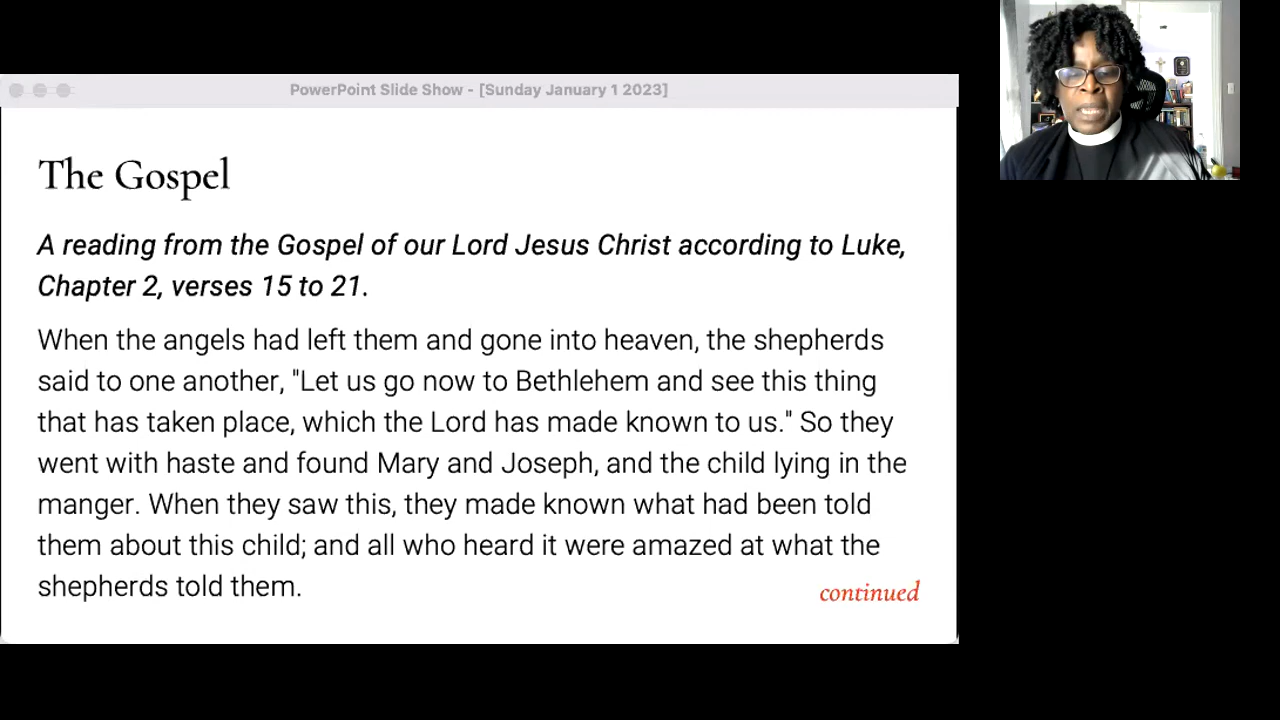 PowerPoint Slide Show - [Sunday January 1 2023]
The Gospel
A reading from the Gospel of our Lord Jesus Christ according to Luke,
Chapter 2, verses 15 to 21.
When the angels had left them and gone into heaven, the shepherds
said to one another, "Let us go now to Bethlehem and see this thing
that has taken place, which the Lord has made known to us." So they
went with haste and found Mary and Joseph, and the child lying in the
manger. When they saw this, they made known what had been told
them about this child; and all who heard it were amazed at what the
shepherds told them.
continued